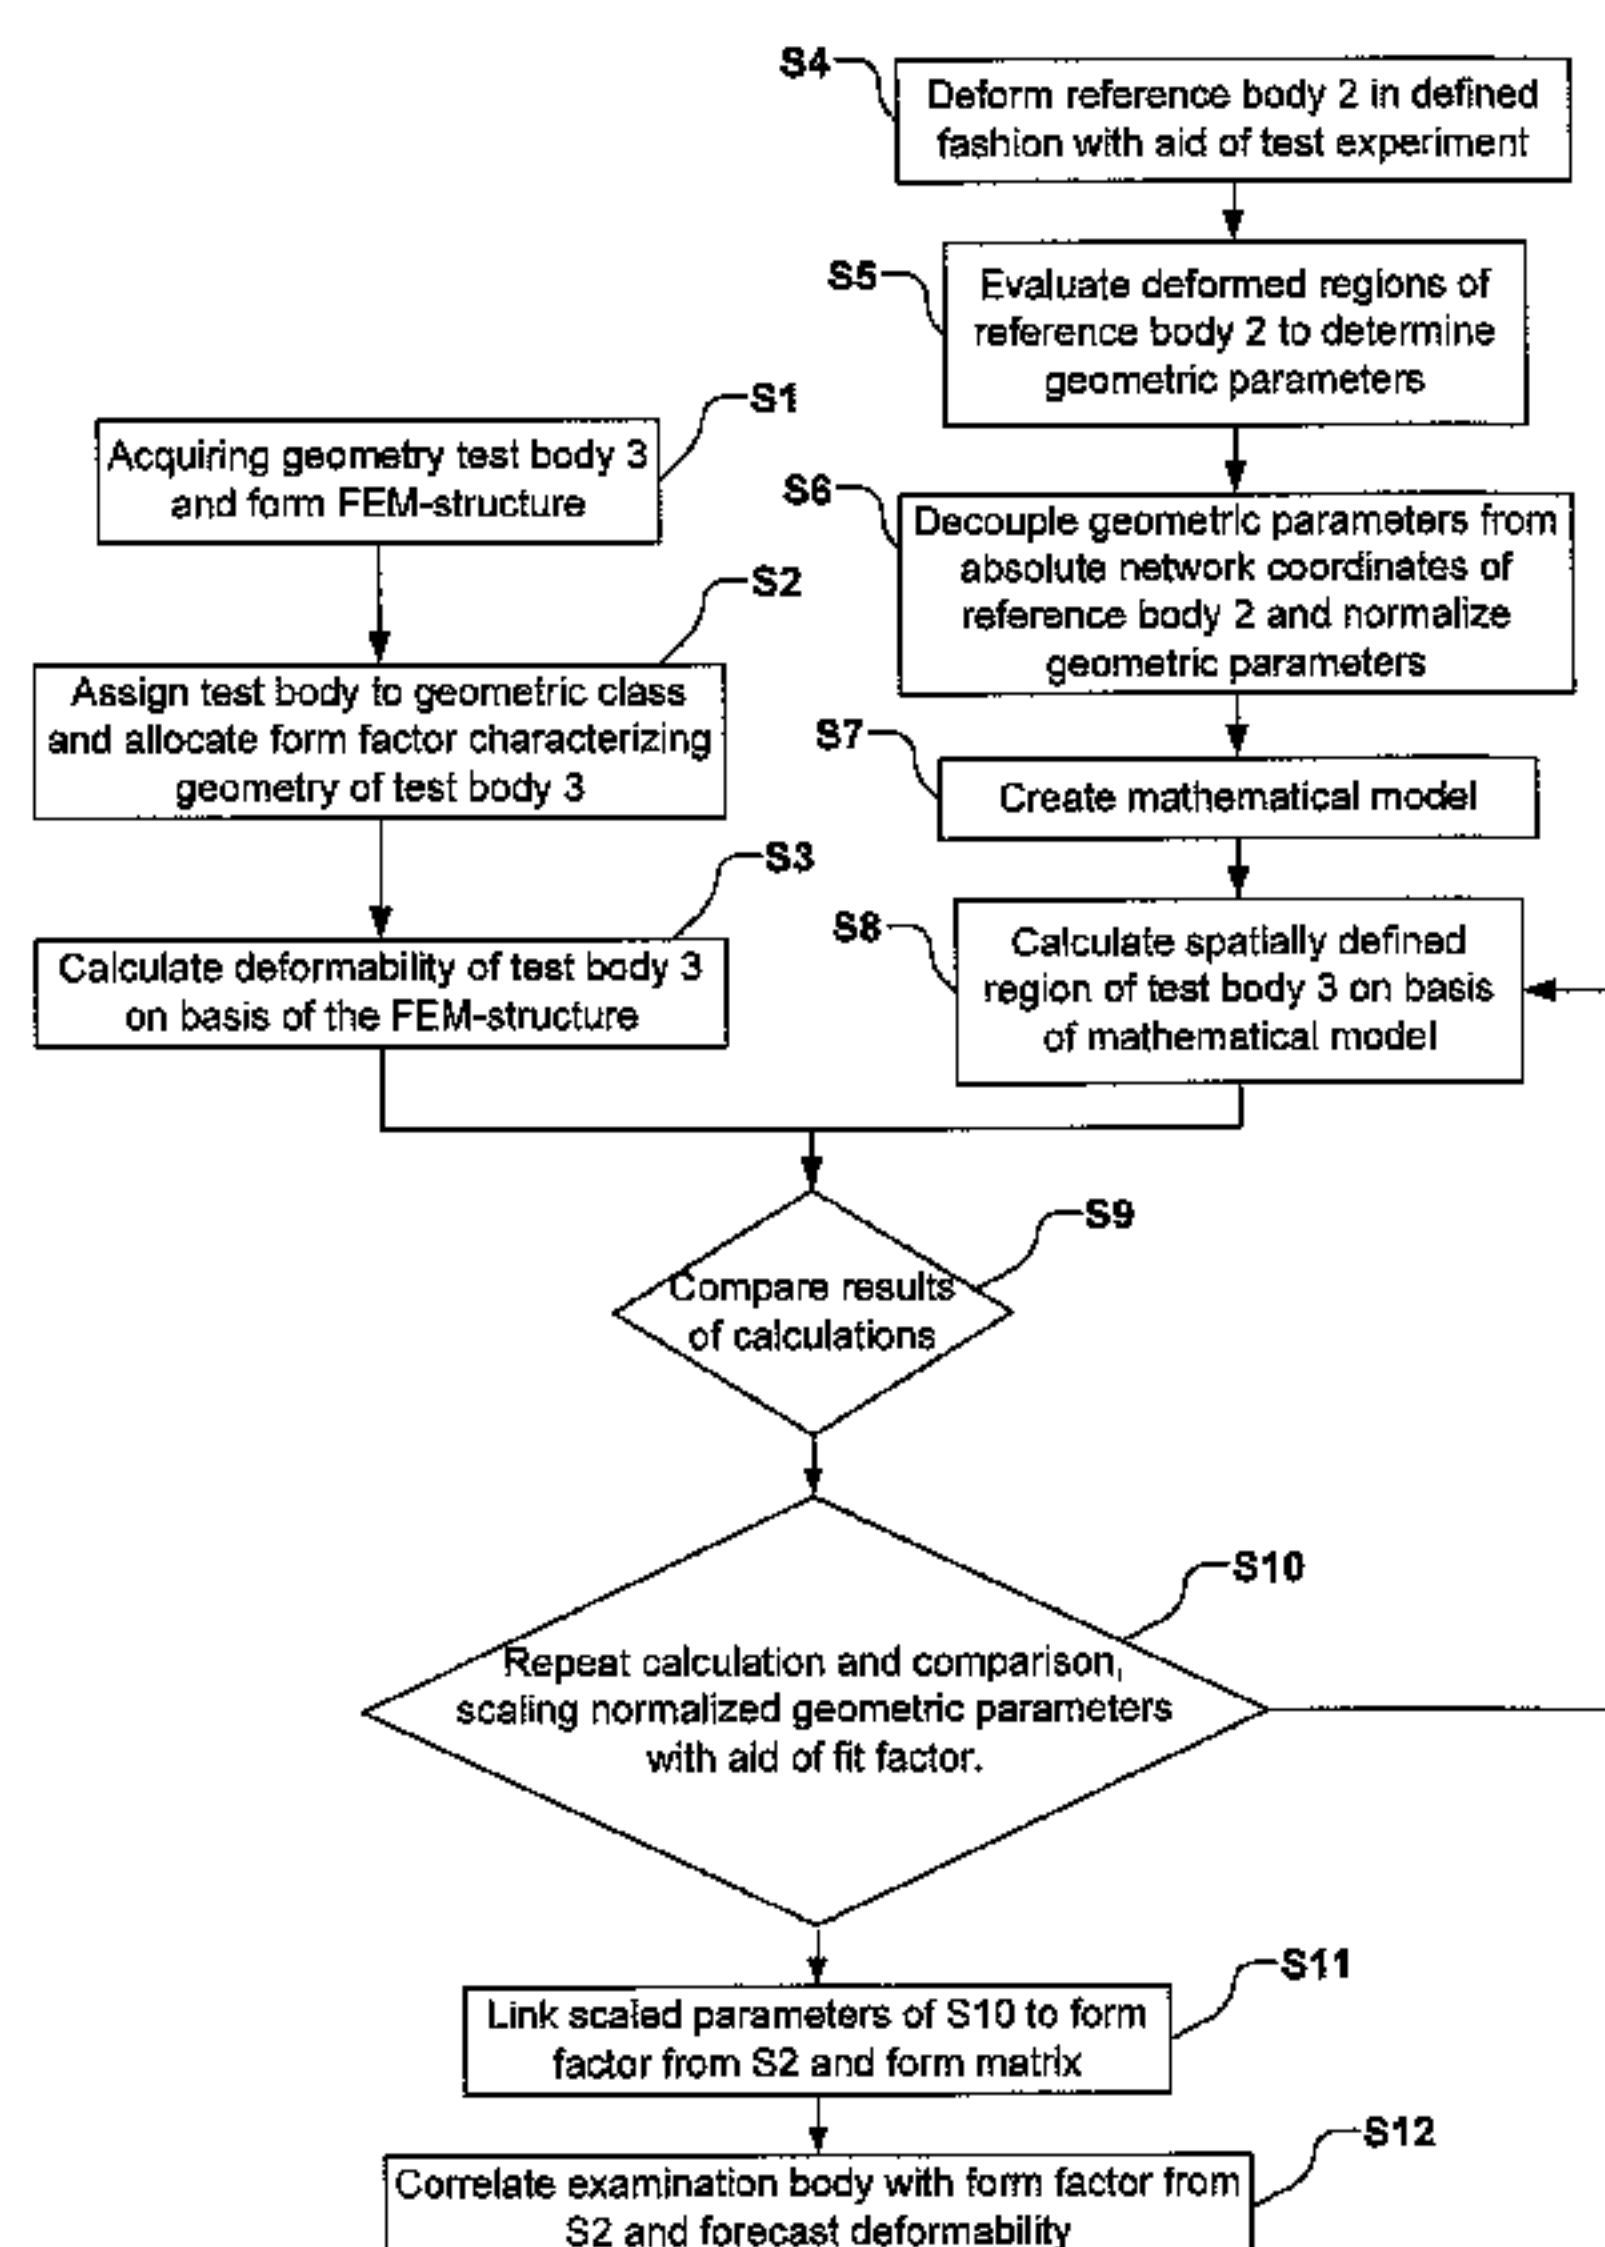 S4
Deform reference body 2 in defined
fashion with aid of test experiment
S5
Evaluate deformed regions of
reference body 2 to determine
geometric parameters
S1
Acquiring geometry test body 3
and form FEM-structure
S6
Decouple geometric parameters from
absolute network coordinates of
reference body 2 and normalize
geometric parameters
S2
Assign test body to geometric class
and allocate form factor characterizing
geometry of test body 3
S7
Create mathematical model
S3
Calculate deformability of test body 3
on basis of the FEM-structure
S8
Calculate spatially defined
region of test body 3 on basis
of mathematical model
S9
Compare results
of calculations
S10
Repeat calculation and comparison,
scaling normalized geometric parameters
with aid of fit factor.
S11
Link scaled parameters of S10 to form
factor from S2 and form matrix
S12
Correlate examination body with form factor from
S2 and forecast deformability